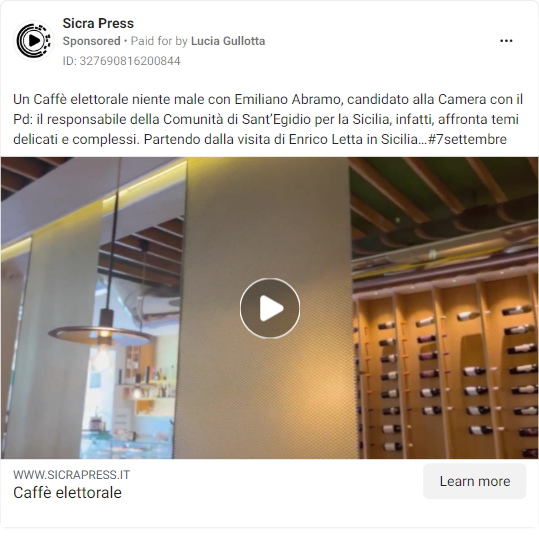 Sicra Press
Sponsored • Paid for by Lucia Gullotta
ID: 327690816200844
Un Caffè elettorale niente male con Emiliano Abramo, candidato alla Camera con il
Pd: il responsabile della Comunità di Sant’Egidio per la Sicilia, infatti, affronta temi
delicati e complessi. Partendo dalla visita di Enrico Letta in Sicilia...#7settembre
WWW.SICRAPRESS.IT
Caffè elettorale
Learn more